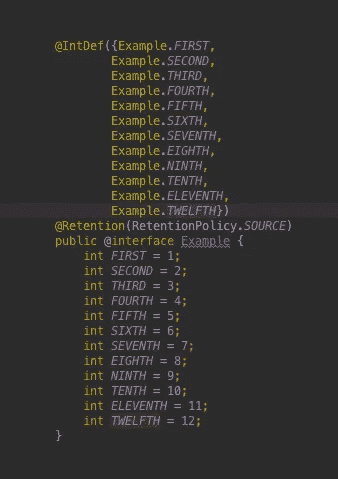 @IntDef({Example.FIRST,
Example.SECOND,
Example.THIRD,
Example.FOURTH,
Example.FIFTH,
Example.SIXTH,
Example.SEVENTH,
Example.EIGHTH,
Example.NINTH,
Example.TENTH,
Example.ELEVENTH,
Example.TWELFTH})
@Retention(RetentionPolicy.SOURCE)
public @interface Example {
int FIRST = 1;
int SECOND = 2;
int THIRD = 3;
int FOURTH = 4;
int FIFTH = 5;
int SIXTH = 6;
int SEVENTH = 7;
int EIGHTH = 8;
int NINTH = 9;
int TENTH = 10;
int ELEVENTH = 11;
int TWELFTH = 12;
}